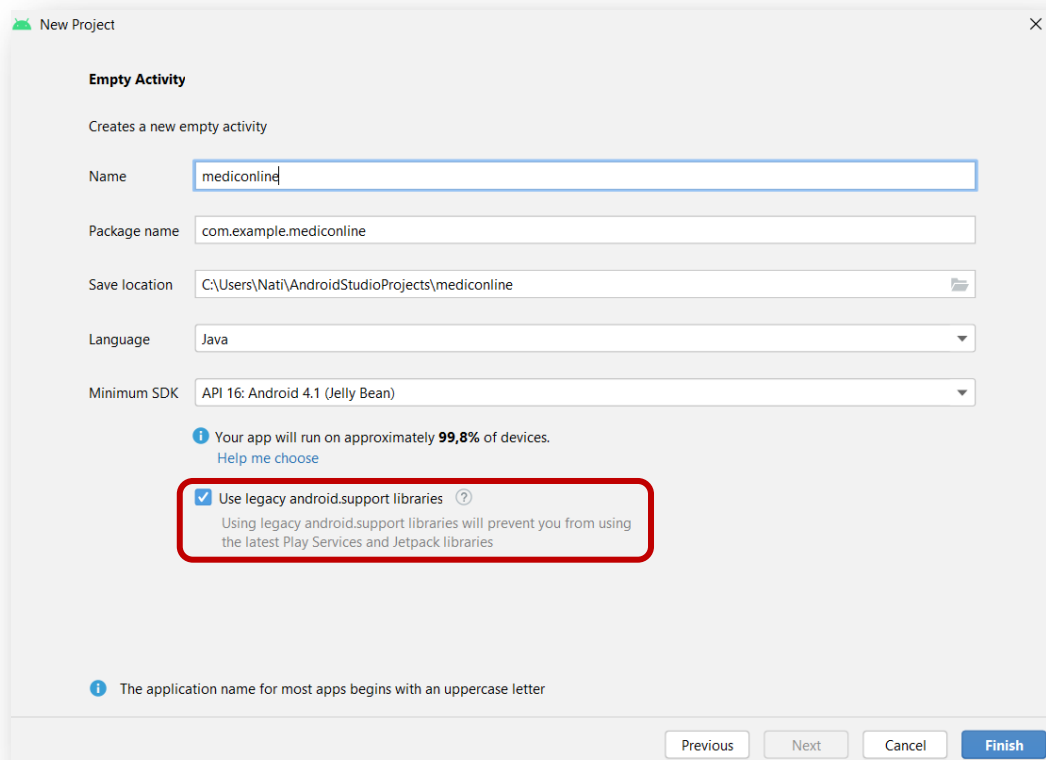 New Project
Empty Activity
Creates a new empty activity
Name mediconline
Package name com.example.mediconline
Save location C:\Users\Nati\AndroidStudioProjects\mediconline
Language Java
Minimum SDK API 16: Android 4.1 (Jelly Bean)
Your app will run on approximately 99,8% of devices.
Help me choose
Use legacy android.support libraries
Using legacy android.support libraries will prevent you from using
the latest Play Services and Jetpack libraries
The application name for most apps begins with an uppercase letter
Previous Next Cancel Finish